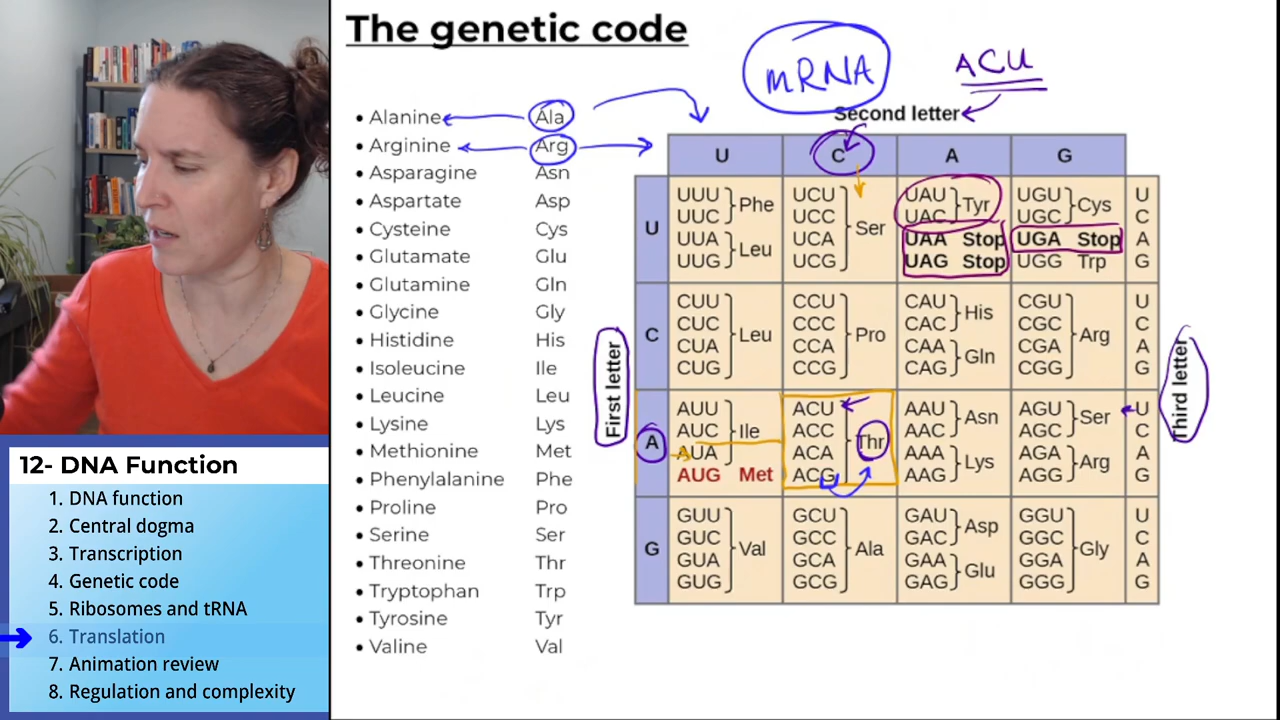 The genetic code
mRNA
ACU
Second letter
• Alanine Ala
• Arginine Arg
• Asparagine Asn
• Aspartate Asp
• Cysteine Cys
• Glutamate Glu
• Glutamine Gln
• Glycine Gly
• Histidine His
• Isoleucine Ile
• Leucine Leu
• Lysine Lys
• Methionine Met
• Phenylalanine Phe
• Proline Pro
• Serine Ser
• Threonine Thr
• Tryptophan Trp
• Tyrosine Tyr
• Valine Val
U C A G
First letter
Third letter
U
UUU
UUC
Phe
UUA
UUG
Leu
UCU
UCC
UCA
UCG
Ser
UAU
UAC
Tyr
UAA Stop
UAG Stop
UGU
UGC
Cys
UGA Stop
UGG Trp
U
C
A
G
C
CUU
CUC
CUA
CUG
Leu
CCU
CCC
CCA
CCG
Pro
CAU
CAC
His
CAA
CAG
Gln
CGU
CGC
CGA
CGG
Arg
U
C
A
G
A
AUU
AUC
AUA
Ile
AUG Met
ACU
ACC
ACA
ACG
Thr
AAU
AAC
Asn
AAA
AAG
Lys
AGU
AGC
Ser
AGA
AGG
Arg
U
C
A
G
G
GUU
GUC
GUA
GUG
Val
GCU
GCC
GCA
GCG
Ala
GAU
GAC
Asp
GAA
GAG
Glu
GGU
GGC
GGA
GGG
Gly
U
C
A
G
12- DNA Function
1. DNA function
2. Central dogma
3. Transcription
4. Genetic code
5. Ribosomes and tRNA
6. Translation
7. Animation review
8. Regulation and complexity